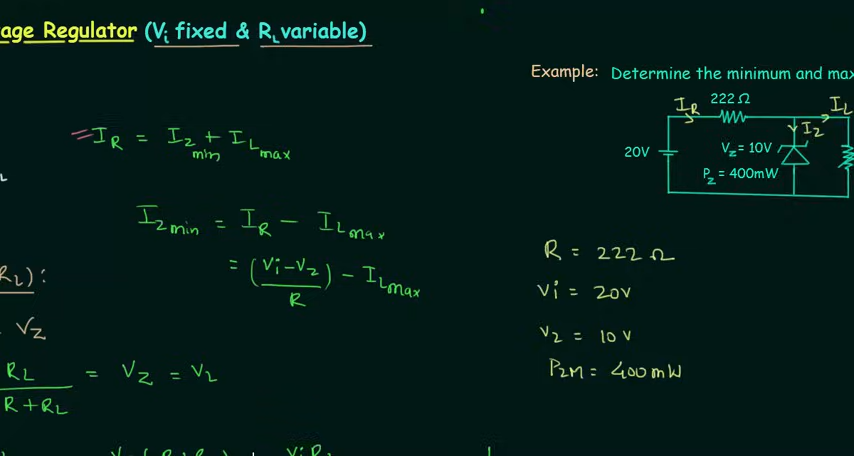 age Regulator (Vi fixed & RL variable)
Example: Determine the minimum and max
IR = IZmin + ILmax
IZmin = IR - ILmax
= (Vi-VZ / R) - ILmax
RL):
VZ
RL / R + RL = VZ = VL
IR
222 Ω
IL
IZ
20V
VZ = 10V
PZ = 400mW
R = 222 Ω
Vi = 20V
VZ = 10V
PZM = 400mW